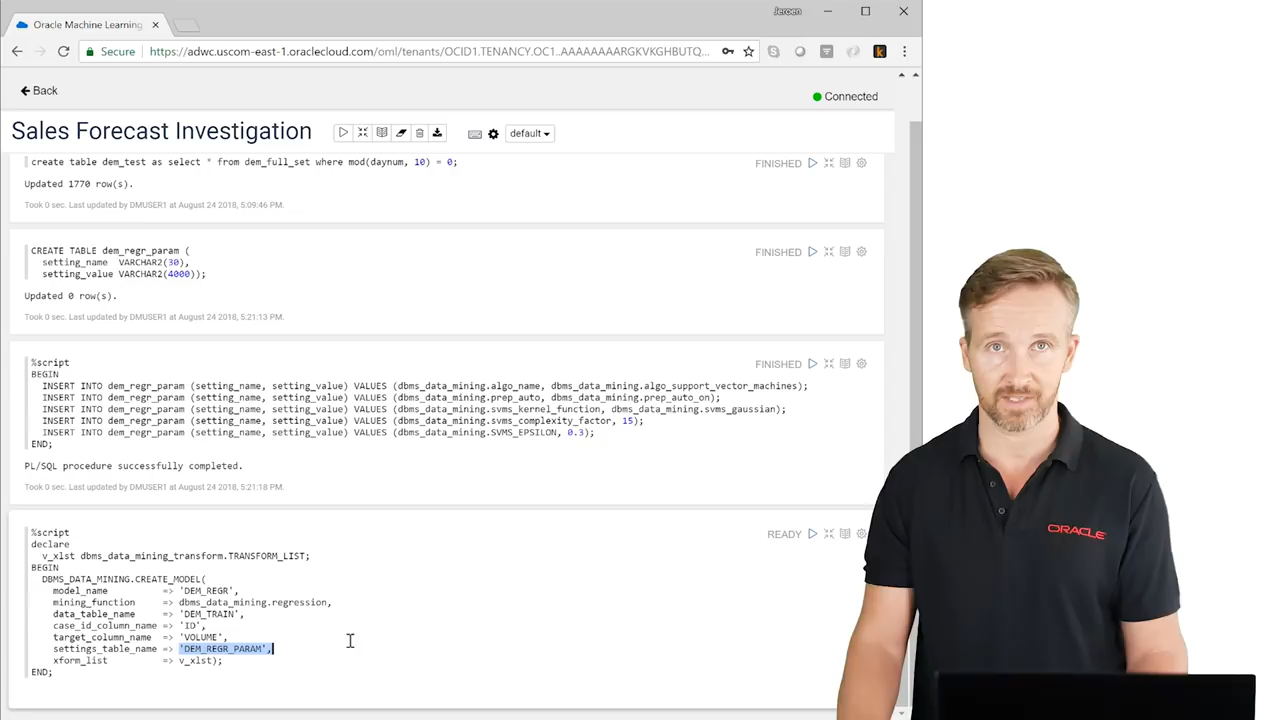 Jeroen
Oracle Machine Learning
Secure
https://adwc.uscom-east-1.oraclecloud.com/oml/tenants/OCID1.TENANCY.OC1..AAAAAAAARGKVKGHBUTQ...
Back
Connected
Sales Forecast Investigation
default
create table dem_test as select * from dem_full_set where mod(daynum, 10) = 0;
FINISHED
Updated 1770 row(s).
Took 0 sec. Last updated by DMUSER1 at August 24 2018, 5:09:46 PM.
CREATE TABLE dem_regr_param (
FINISHED
setting_name VARCHAR2(30),
setting_value VARCHAR2(4000));
Updated 0 row(s).
Took 0 sec. Last updated by DMUSER1 at August 24 2018, 5:21:13 PM.
%script
FINISHED
BEGIN
INSERT INTO dem_regr_param (setting_name, setting_value) VALUES (dbms_data_mining.algo_name, dbms_data_mining.algo_support_vector_machines);
INSERT INTO dem_regr_param (setting_name, setting_value) VALUES (dbms_data_mining.prep_auto, dbms_data_mining.prep_auto_on);
INSERT INTO dem_regr_param (setting_name, setting_value) VALUES (dbms_data_mining.svms_kernel_function, dbms_data_mining.svms_gaussian);
INSERT INTO dem_regr_param (setting_name, setting_value) VALUES (dbms_data_mining.svms_complexity_factor, 15);
INSERT INTO dem_regr_param (setting_name, setting_value) VALUES (dbms_data_mining.SVMS_EPSILON, 0.3);
END;
PL/SQL procedure successfully completed.
Took 0 sec. Last updated by DMUSER1 at August 24 2018, 5:21:18 PM.
%script
READY
declare
v_xlst dbms_data_mining_transform.TRANSFORM_LIST;
BEGIN
DBMS_DATA_MINING.CREATE_MODEL(
model_name => 'DEM_REGR',
mining_function => dbms_data_mining.regression,
data_table_name => 'DEM_TRAIN',
case_id_column_name => 'ID',
target_column_name => 'VOLUME',
settings_table_name => 'DEM_REGR_PARAM',
xform_list => v_xlst);
END;
ORACLE